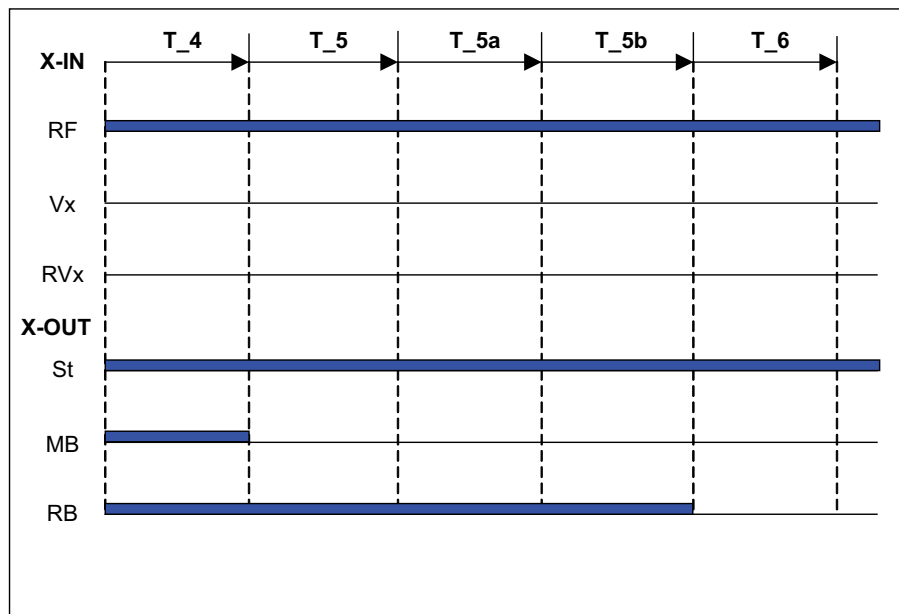 T_4 T_5 T_5a T_5b T_6
X-IN
RF
Vx
RVx
X-OUT
St
MB
RB